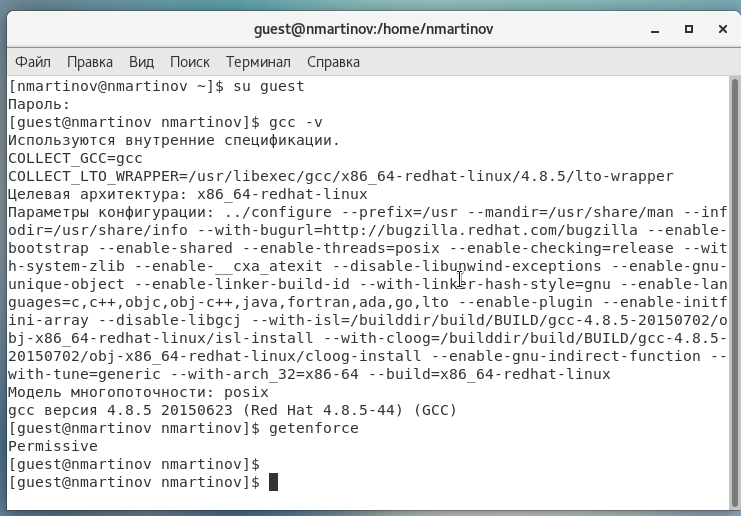 guest@nmartinov:/home/nmartinov
Файл Правка Вид Поиск Терминал Справка
[nmartinov@nmartinov ~]$ su guest
Пароль:
[guest@nmartinov nmartinov]$ gcc -v
Используются внутренние спецификации.
COLLECT_GCC=gcc
COLLECT_LTO_WRAPPER=/usr/libexec/gcc/x86_64-redhat-linux/4.8.5/lto-wrapper
Целевая архитектура: x86_64-redhat-linux
Параметры конфигурации: ../configure --prefix=/usr --mandir=/usr/share/man --inf
odir=/usr/share/info --with-bugurl=http://bugzilla.redhat.com/bugzilla --enable-
bootstrap --enable-shared --enable-threads=posix --enable-checking=release --wit
h-system-zlib --enable-__cxa_atexit --disable-libunwind-exceptions --enable-gnu-
unique-object --enable-linker-build-id --with-linker-hash-style=gnu --enable-lan
guages=c,c++,objc,obj-c++,java,fortran,ada,go,lto --enable-plugin --enable-initf
ini-array --disable-libgcj --with-isl=/builddir/build/BUILD/gcc-4.8.5-20150702/o
bj-x86_64-redhat-linux/isl-install --with-cloog=/builddir/build/BUILD/gcc-4.8.5-
20150702/obj-x86_64-redhat-linux/cloog-install --enable-gnu-indirect-function --
with-tune=generic --with-arch_32=x86-64 --build=x86_64-redhat-linux
Модель многопоточности: posix
gcc версия 4.8.5 20150623 (Red Hat 4.8.5-44) (GCC)
[guest@nmartinov nmartinov]$ getenforce
Permissive
[guest@nmartinov nmartinov]$
[guest@nmartinov nmartinov]$